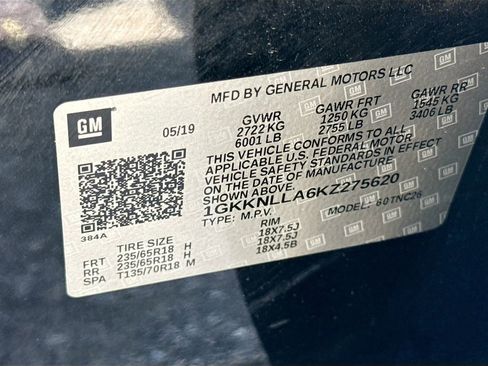 MFD BY GENERAL MOTORS LLC
GM
05/19
GVWR GAWR FRT GAWR RR
2722 KG 1250 KG 1545 KG
6001 LB 2755 LB 3406 LB
THIS VEHICLE CONFORMS TO ALL
APPLICABLE U.S. FEDERAL MOTOR
VEHICLE SAFETY STANDARDS IN EFFECT
ON THE DATE OF MANUFACTURE
SHOWN ABOVE.
1GKKNLLA6KZ275620
TYPE: M.P.V. MODEL: 60TNC26
384A
TIRE SIZE RIM
FRT 235/65R18 H 18X7.5J
RR 235/65R18 H 18X7.5J
SPA T135/70R18 M 18X4.5B